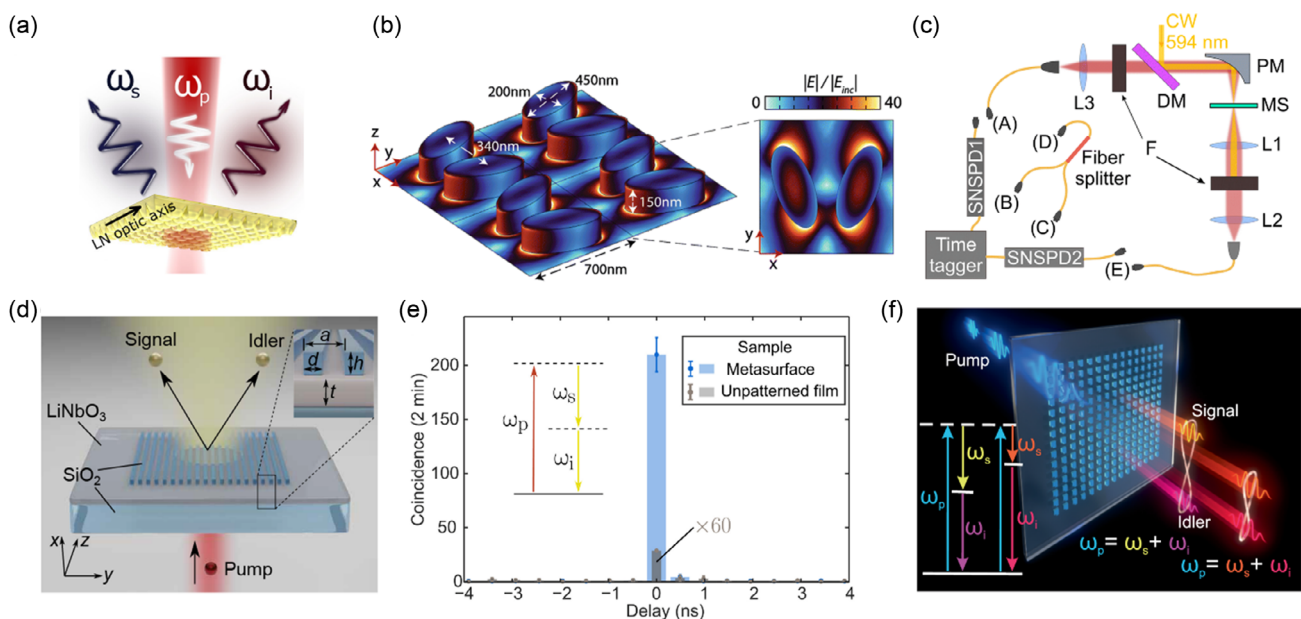 (a)
ωs
ωp
ωi
LN optic axis
(b)
200nm
450nm
340nm
150nm
700nm
z
y
x
|E|/|Einc|
0
40
y
x
(c)
CW
594 nm
PM
L3
DM
MS
(A)
(D)
F
L1
SNSPD1
Fiber
splitter
(B)
(C)
L2
Time
tagger
SNSPD2
(E)
(d)
Signal
Idler
a
d
h
t
LiNbO3
SiO2
x
z
y
Pump
(e)
Coincidence (2 min)
200
150
100
50
0
ωp
ωs
ωi
Sample
Metasurface
Unpatterned film
×60
−4
−3
−2
−1
0
1
2
3
4
Delay (ns)
(f)
Pump
Signal
Idler
ωs
ωs
ωp
ωi
ωi
ωp = ωs + ωi
ωp = ωs + ωi